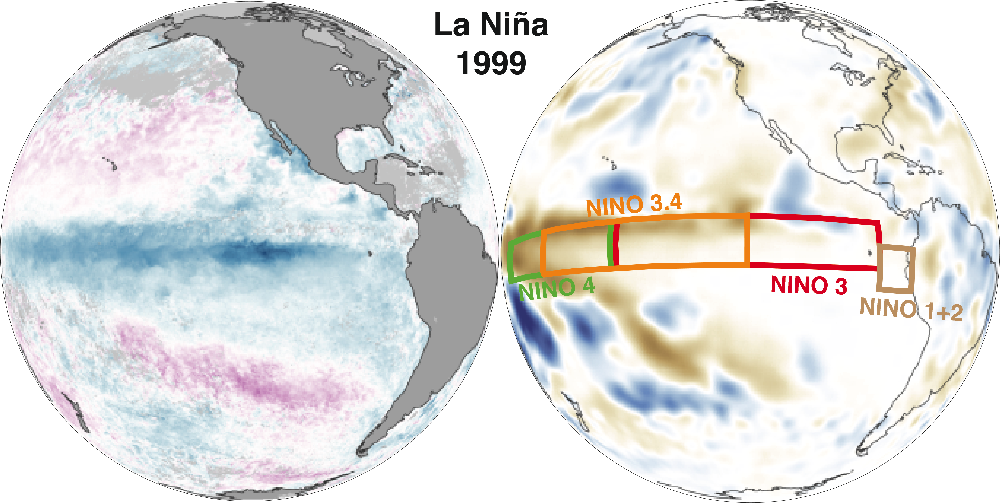 La Niña
1999
NINO 3.4
NINO 4
NINO 3
NINO 1+2